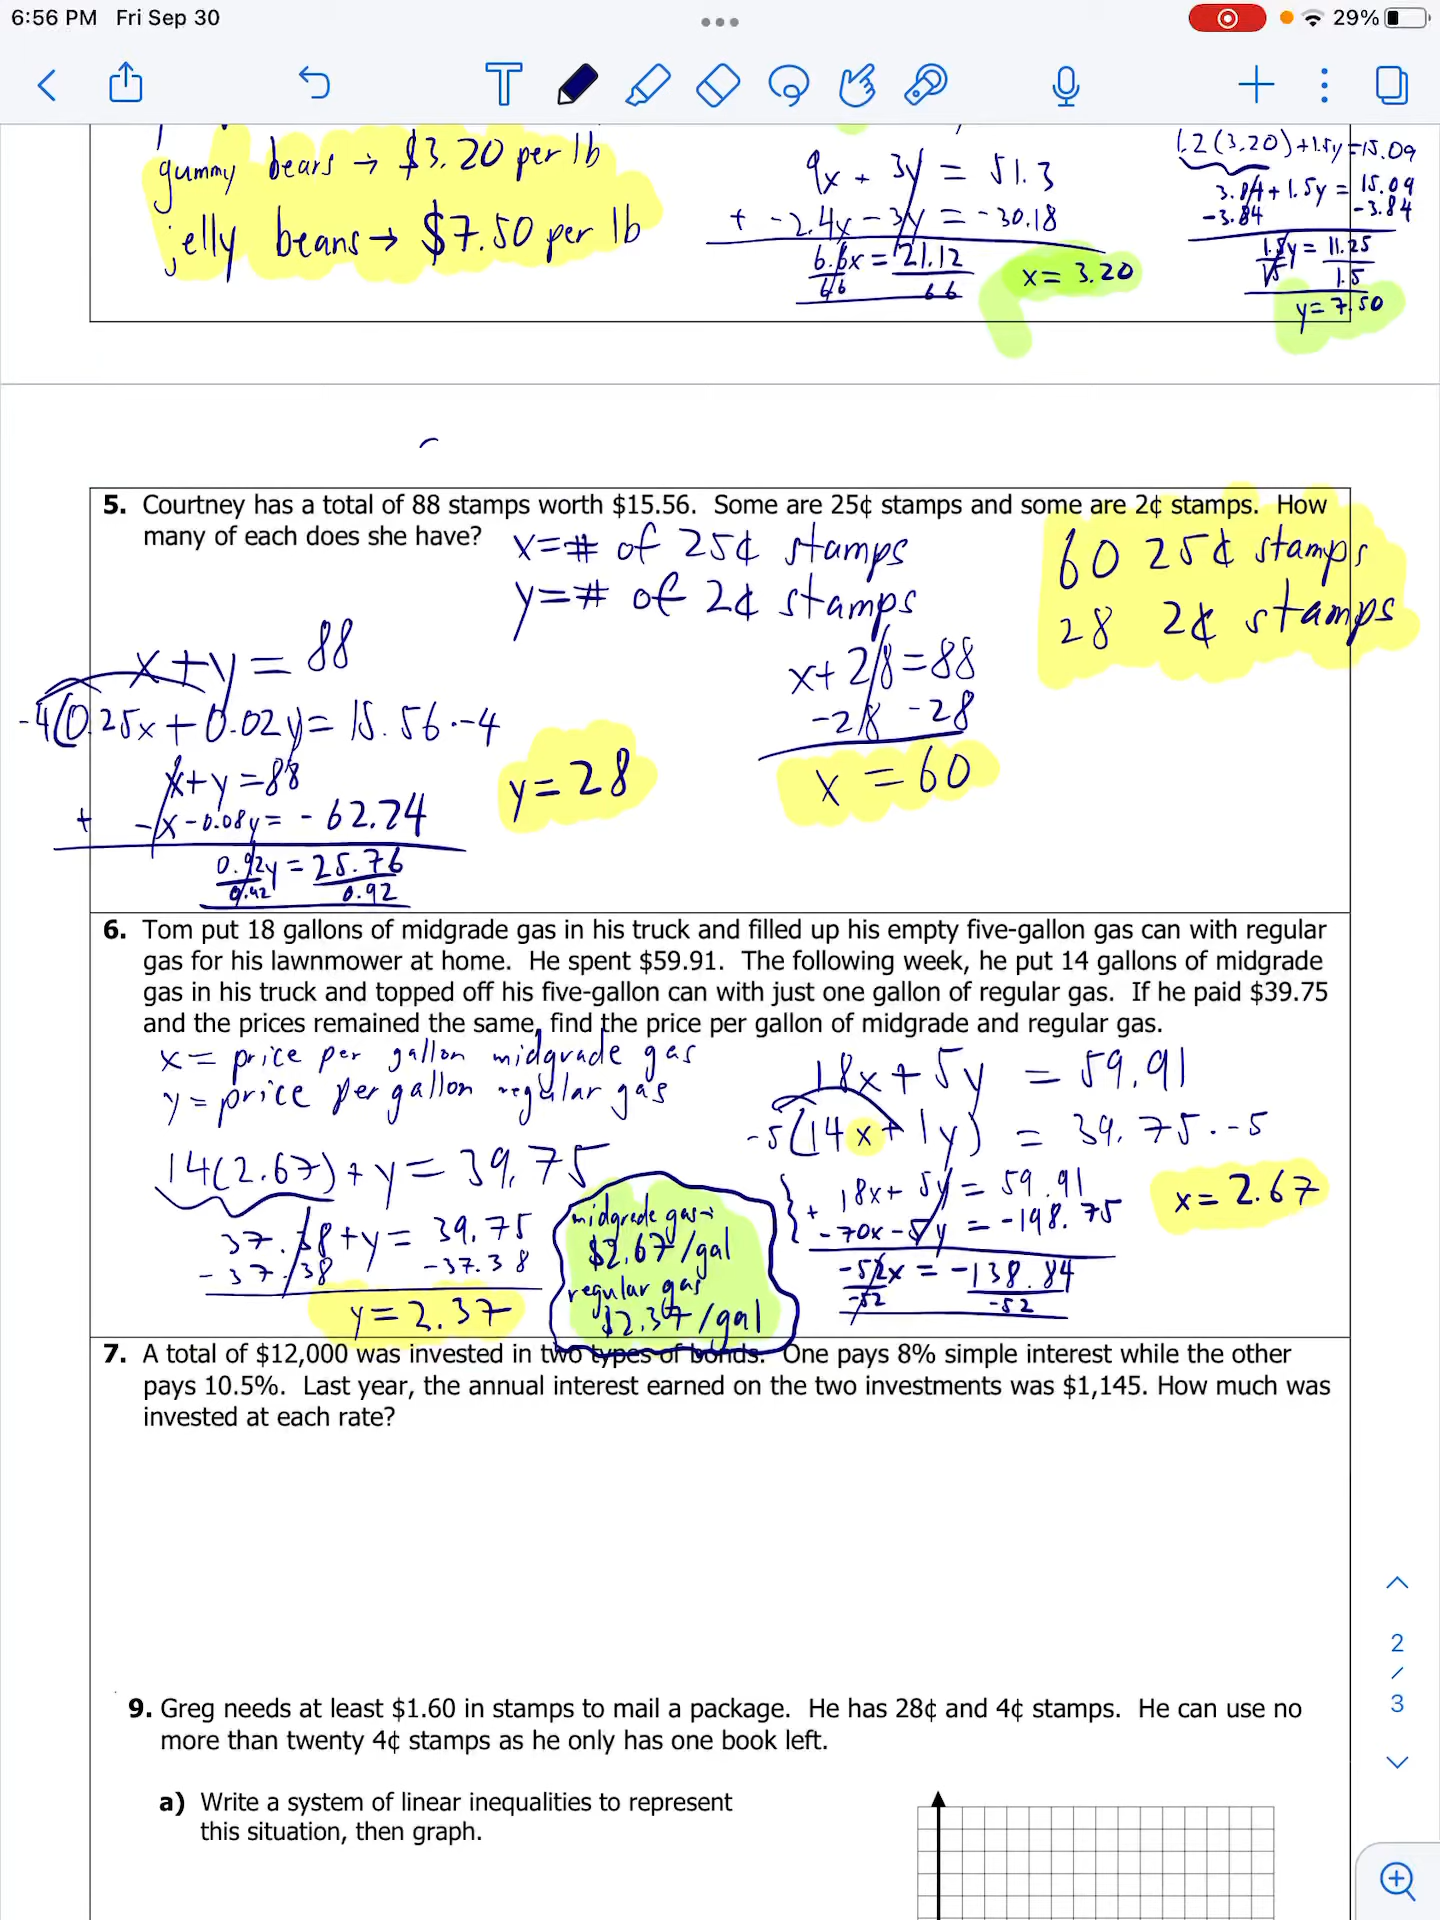 6:56 PM Fri Sep 30
29%
gummy bears → $3.20 per lb
jelly beans → $7.50 per lb
9x + 3y = 51.3
+ -2.4x - 3y = -30.18
6.6x = 21.12
6.6 6.6
x = 3.20
1.2(3.20)+1.5y=15.09
3.84+1.5y = 15.09
-3.84 -3.84
1.5y = 11.25
1.5 1.5
y=7.50
5. Courtney has a total of 88 stamps worth $15.56. Some are 25¢ stamps and some are 2¢ stamps. How
many of each does she have?
x=# of 25¢ stamps
y=# of 2¢ stamps
60 25¢ stamps
28 2¢ stamps
x+y = 88
-4(0.25x+0.02y)=15.56·-4
x+y=88
+ -x-0.08y= -62.24
0.92y = 25.76
0.92 0.92
y=28
x+28=88
-28 -28
x = 60
6. Tom put 18 gallons of midgrade gas in his truck and filled up his empty five-gallon gas can with regular
gas for his lawnmower at home. He spent $59.91. The following week, he put 14 gallons of midgrade
gas in his truck and topped off his five-gallon can with just one gallon of regular gas. If he paid $39.75
and the prices remained the same, find the price per gallon of midgrade and regular gas.
x = price per gallon midgrade gas
y = price per gallon regular gas
18x+5y = 59.91
-5(14x+1y) = 39.75·-5
18x+5y = 59.91
+ -70x-5y = -198.75
-52x = -138.84
-52 -52
x=2.67
14(2.67)+y=39.75
37.38+y= 39.75
-37.38 -37.38
y=2.37
midgrade gas→
$2.67/gal
regular gas
$2.37/gal
7. A total of $12,000 was invested in two types of bonds. One pays 8% simple interest while the other
pays 10.5%. Last year, the annual interest earned on the two investments was $1,145. How much was
invested at each rate?
9. Greg needs at least $1.60 in stamps to mail a package. He has 28¢ and 4¢ stamps. He can use no
more than twenty 4¢ stamps as he only has one book left.
a) Write a system of linear inequalities to represent
this situation, then graph.
2
/
3